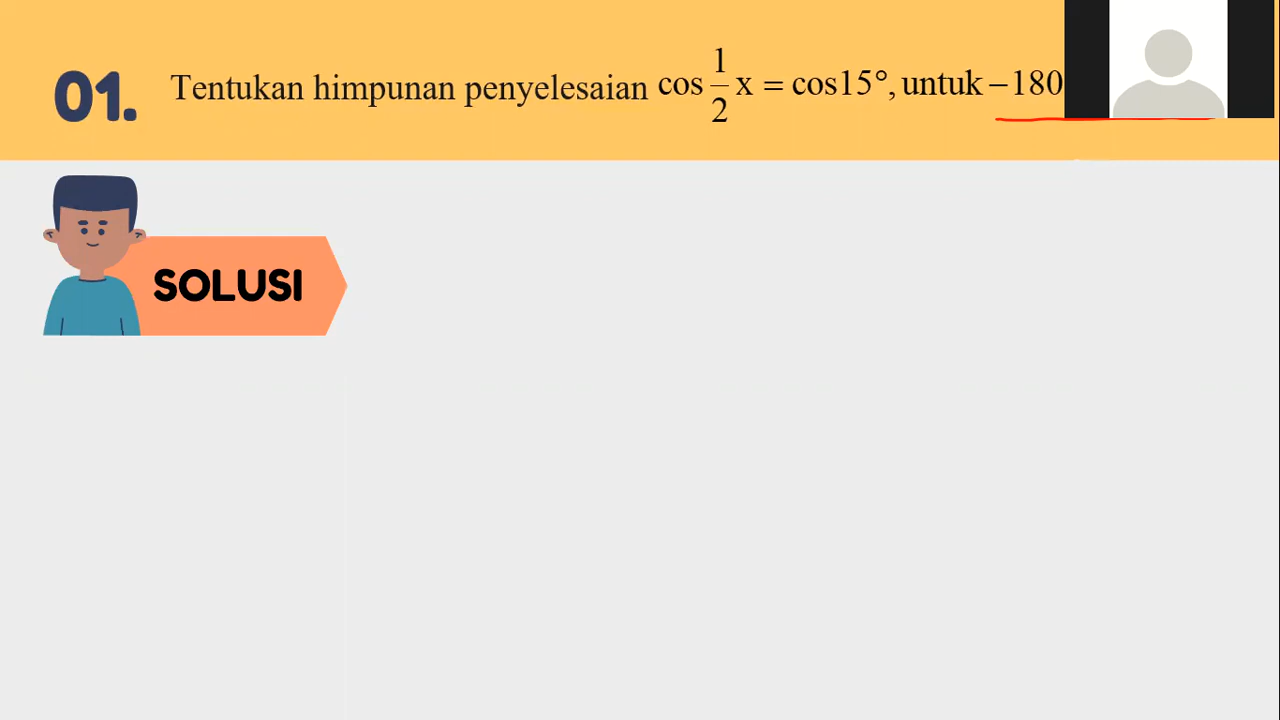 01. Tentukan himpunan penyelesaian cos 1/2 x = cos15°, untuk −180
SOLUSI